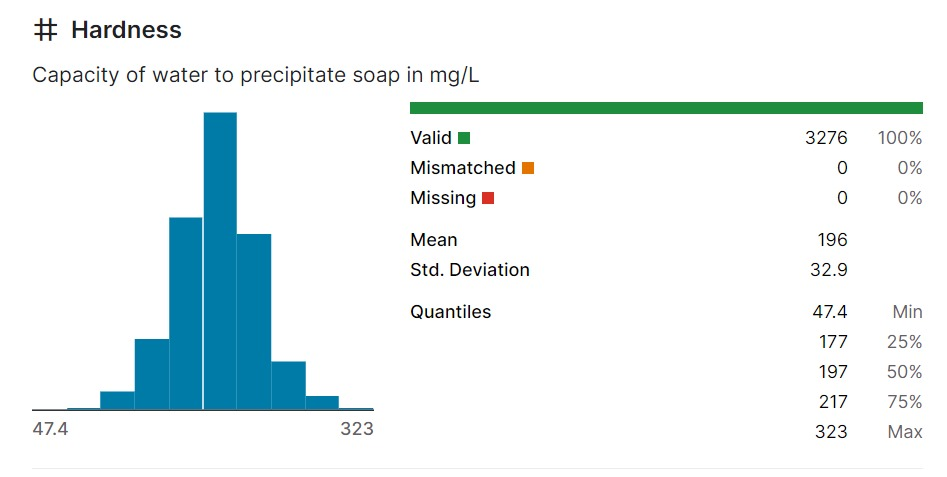 # Hardness
Capacity of water to precipitate soap in mg/L
47.4 323
Valid 3276 100%
Mismatched 0 0%
Missing 0 0%
Mean 196
Std. Deviation 32.9
Quantiles 47.4 Min
177 25%
197 50%
217 75%
323 Max